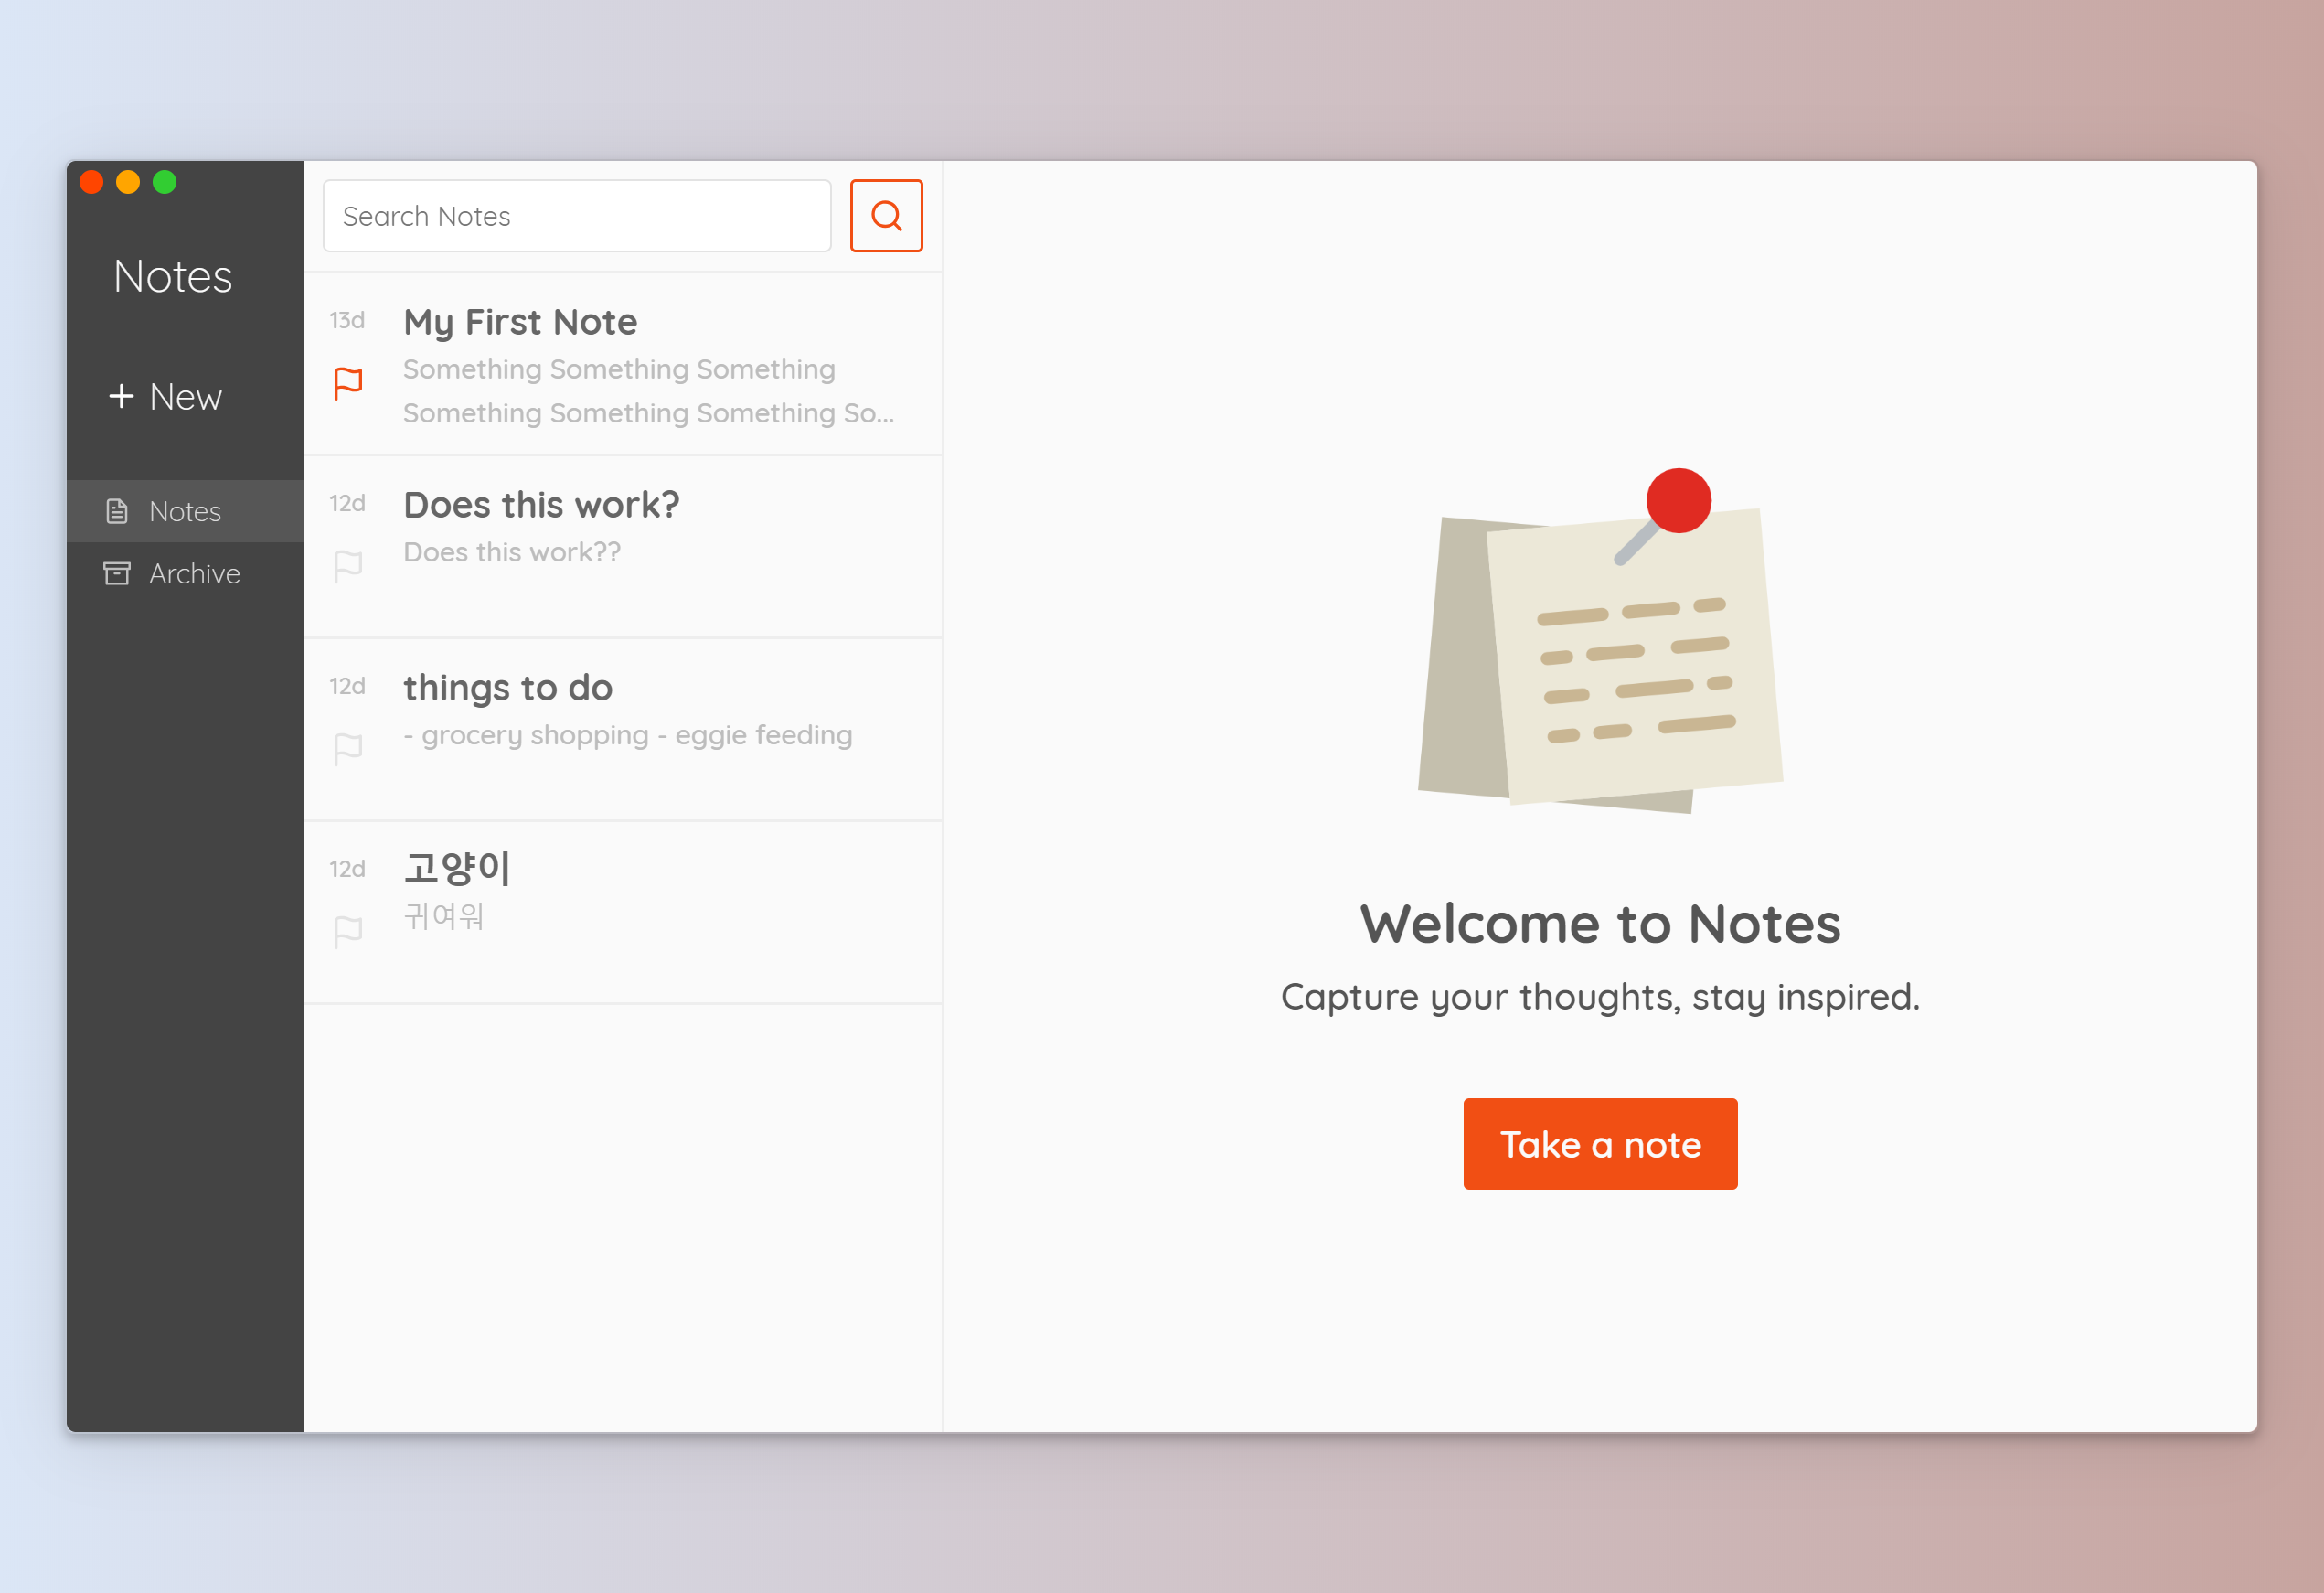 Notes
New
Notes
Archive
Search Notes
13d
My First Note
Something Something Something
Something Something Something So...
12d
Does this work?
Does this work??
12d
things to do
- grocery shopping - eggie feeding
12d
고양이
귀여워
Welcome to Notes
Capture your thoughts, stay inspired.
Take a note